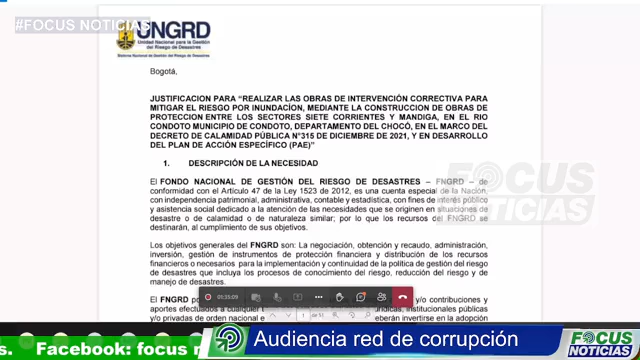 #FOCUS NOTICIAS
UNGRD
Unidad Nacional para la Gestión
del Riesgo de Desastres
Sistema Nacional de Gestión del Riesgo de Desastres
Bogotá,
JUSTIFICACION PARA “REALIZAR LAS OBRAS DE INTERVENCIÓN CORRECTIVA PARA
MITIGAR EL RIESGO POR INUNDACÍON, MEDIANTE LA CONSTRUCCION DE OBRAS DE
PROTECCION ENTRE LOS SECTORES SIETE CORRIENTES Y MANDIGA, EN EL RIO
CONDOTO MUNICIPIO DE CONDOTO, DEPARTAMENTO DEL CHOCÓ, EN EL MARCO DEL
DECRETO DE CALAMIDAD PÚBLICA N°315 DE DICIEMBRE DE 2021, Y EN DESARROLLO
DEL PLAN DE ACCIÓN ESPECÍFICO (PAE)”
1. DESCRIPCIÓN DE LA NECESIDAD
El FONDO NACIONAL DE GESTIÓN DEL RIESGO DE DESASTRES – FNGRD – de
conformidad con el Artículo 47 de la Ley 1523 de 2012, es una cuenta especial de la Nación,
con independencia patrimonial, administrativa, contable y estadística, con fines de interés público
y asistencia social dedicado a la atención de las necesidades que se originen en situaciones de
desastre o de calamidad o de naturaleza similar; por lo que los recursos del FNGRD se
destinarán, al cumplimiento de sus objetivos.
FOCUS
NOTICIAS
Los objetivos generales del FNGRD son: La negociación, obtención y recaudo, administración,
inversión, gestión de instrumentos de protección financiera y distribución de los recursos
financieros o necesarios para la implementación y continuidad de la política de gestión del riesgo
de desastres que incluya los procesos de conocimiento del riesgo, reducción del riesgo y de
manejo de desastres.
El FNGRD po y/o contribuciones y
aportes efectuados a cualquier t rídicas, institucionales públicas
y/o privadas de orden nacional e eberán invertirse en la adopción
01:35:09
1 de 51
s. Facebook: focus n
Audiencia red de corrupción
FOCUS
NOTICIAS